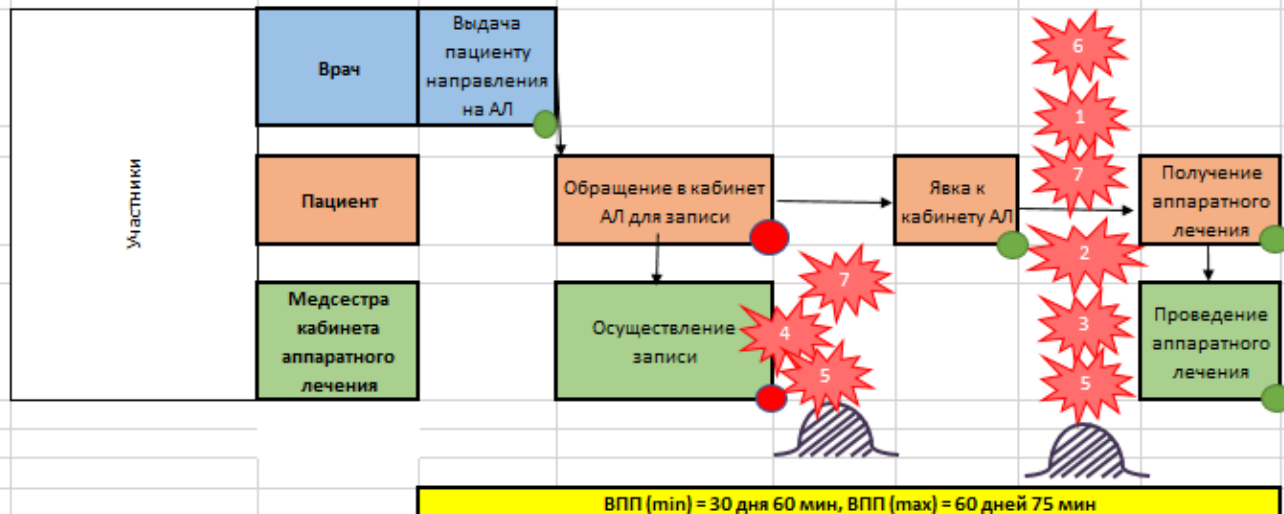 Участники
Врач
Выдача
пациенту
направления
на АЛ
Пациент
Обращение в кабинет
АЛ для записи
Явка к
кабинету АЛ
Получение
аппаратного
лечения
Медсестра
кабинета
аппаратного
лечения
Осуществление
записи
Проведение
аппаратного
лечения
7
4
5
6
1
7
2
3
5
ВПП (min) = 30 дня 60 мин, ВПП (max) = 60 дней 75 мин